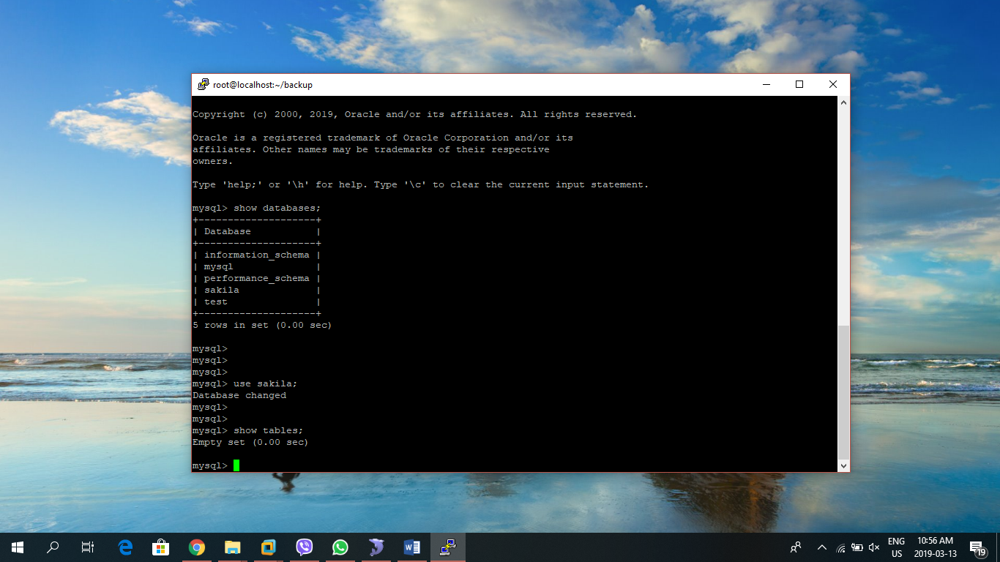 root@localhost:~/backup
Copyright (c) 2000, 2019, Oracle and/or its affiliates. All rights reserved.
Oracle is a registered trademark of Oracle Corporation and/or its
affiliates. Other names may be trademarks of their respective
owners.
Type 'help;' or '\h' for help. Type '\c' to clear the current input statement.
mysql> show databases;
+--------------------+
| Database           |
+--------------------+
| information_schema |
| mysql              |
| performance_schema |
| sakila             |
| test               |
+--------------------+
5 rows in set (0.00 sec)
mysql>
mysql>
mysql>
mysql> use sakila;
Database changed
mysql>
mysql>
mysql> show tables;
Empty set (0.00 sec)
mysql>
ENG
US
10:56 AM
2019-03-13
19